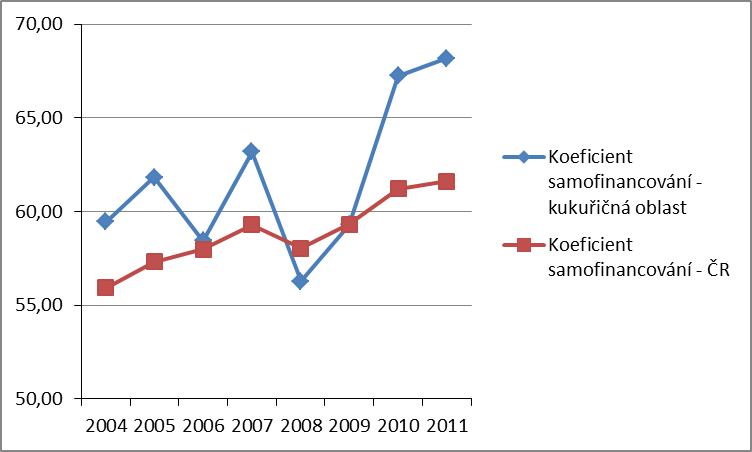 70,00
65,00
60,00
55,00
50,00
2004 2005 2006 2007 2008 2009 2010 2011
Koeficient
samofinancování -
kukuřičná oblast
Koeficient
samofinancování - ČR